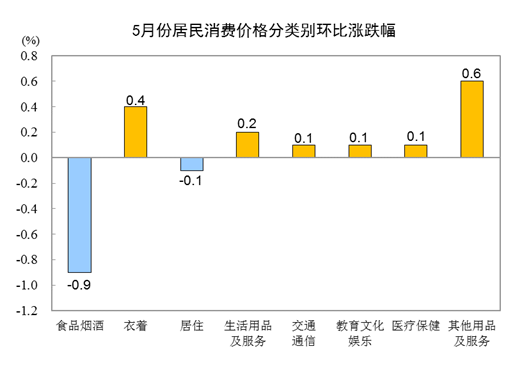 5月份居民消费价格分类别环比涨跌幅
(%)
0.8
0.6
0.4
0.2
0.0
-0.2
-0.4
-0.6
-0.8
-1.0
-1.2
-0.9
0.4
-0.1
0.2
0.1
0.1
0.1
0.6
食品烟酒
衣着
居住
生活用品
及服务
交通
通信
教育文化
娱乐
医疗保健
其他用品
及服务